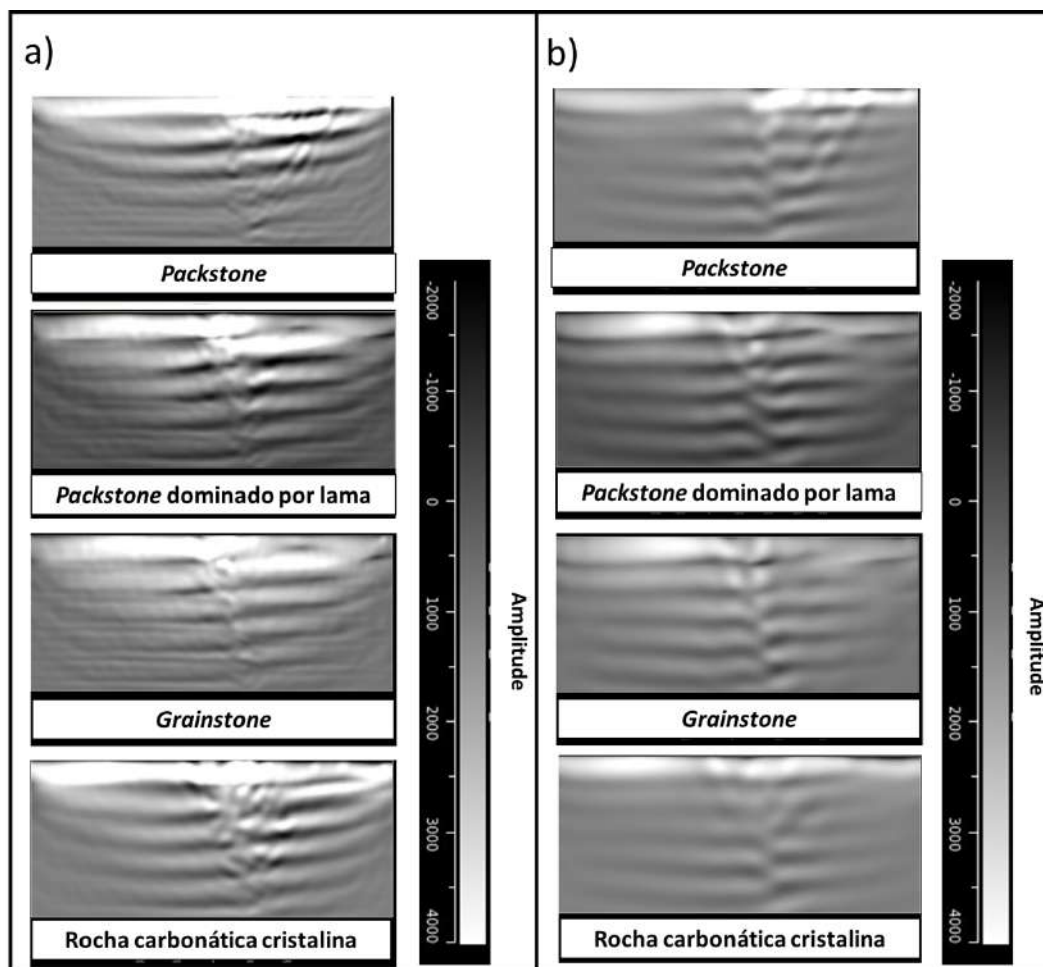 a)
Packstone
Packstone dominado por lama
Grainstone
Rocha carbonática cristalina
-2000
-1000
0
1000
2000
3000
4000
Amplitude
b)
Packstone
Packstone dominado por lama
Grainstone
Rocha carbonática cristalina
-2000
-1000
0
1000
2000
3000
4000
Amplitude